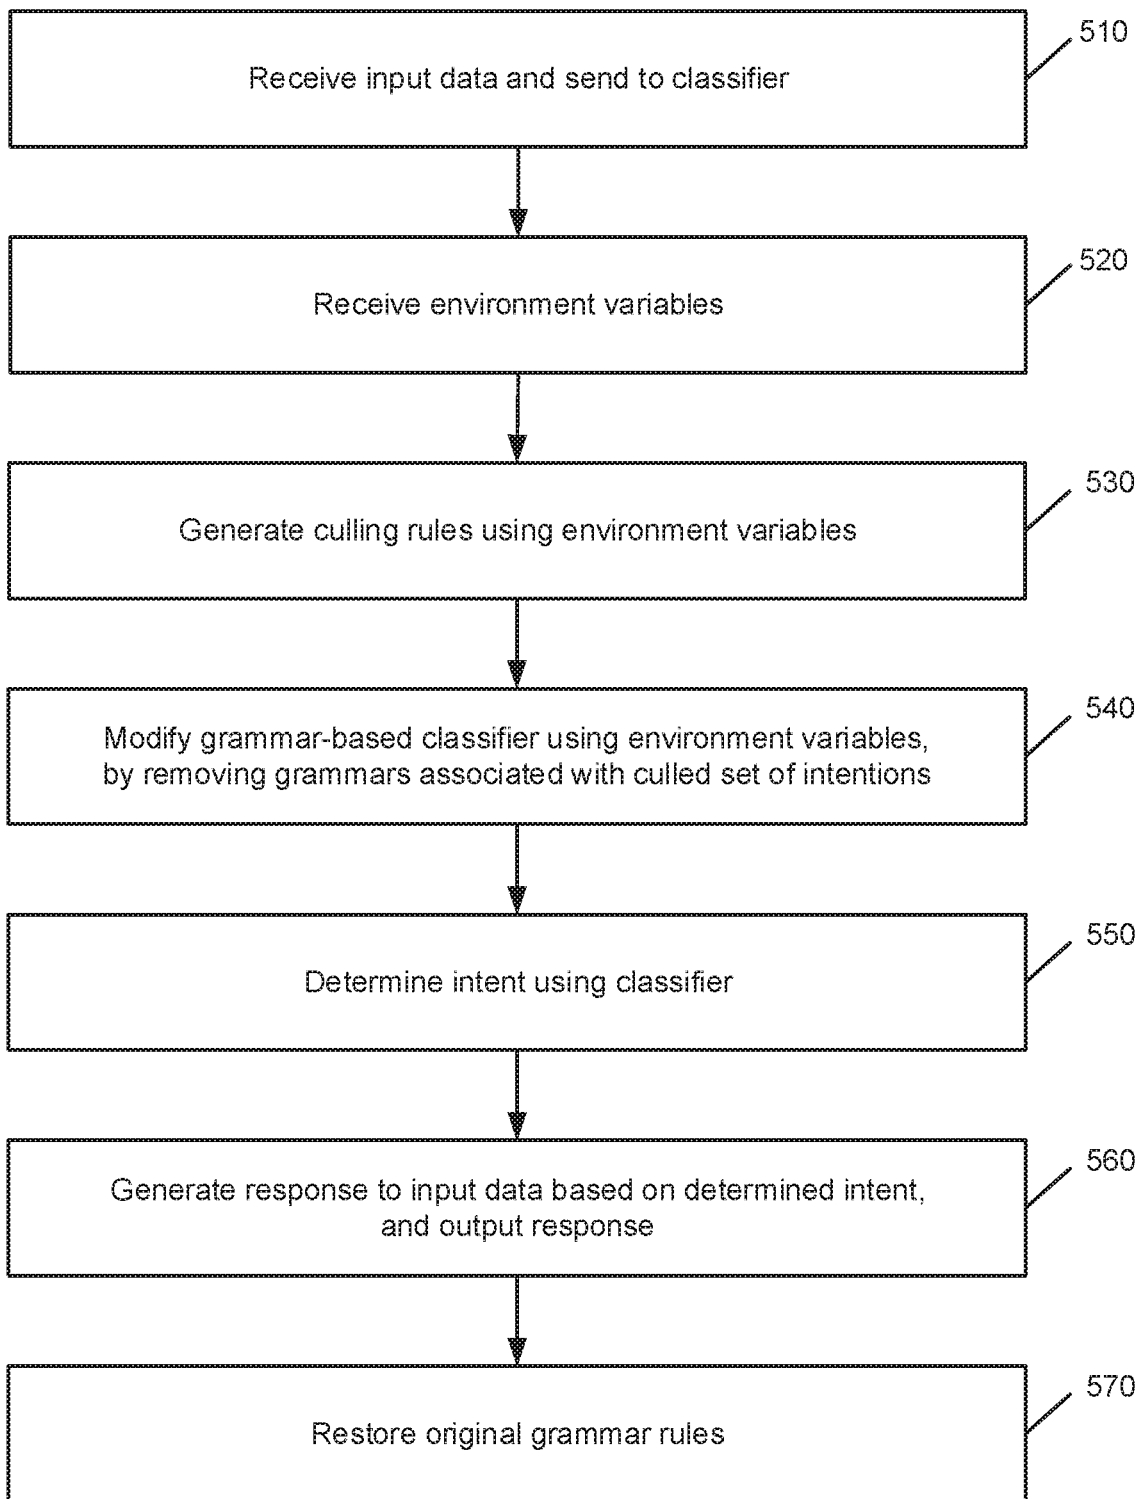 510
Receive input data and send to classifier
520
Receive environment variables
530
Generate culling rules using environment variables
540
Modify grammar-based classifier using environment variables,
by removing grammars associated with culled set of intentions
550
Determine intent using classifier
560
Generate response to input data based on determined intent,
and output response
570
Restore original grammar rules